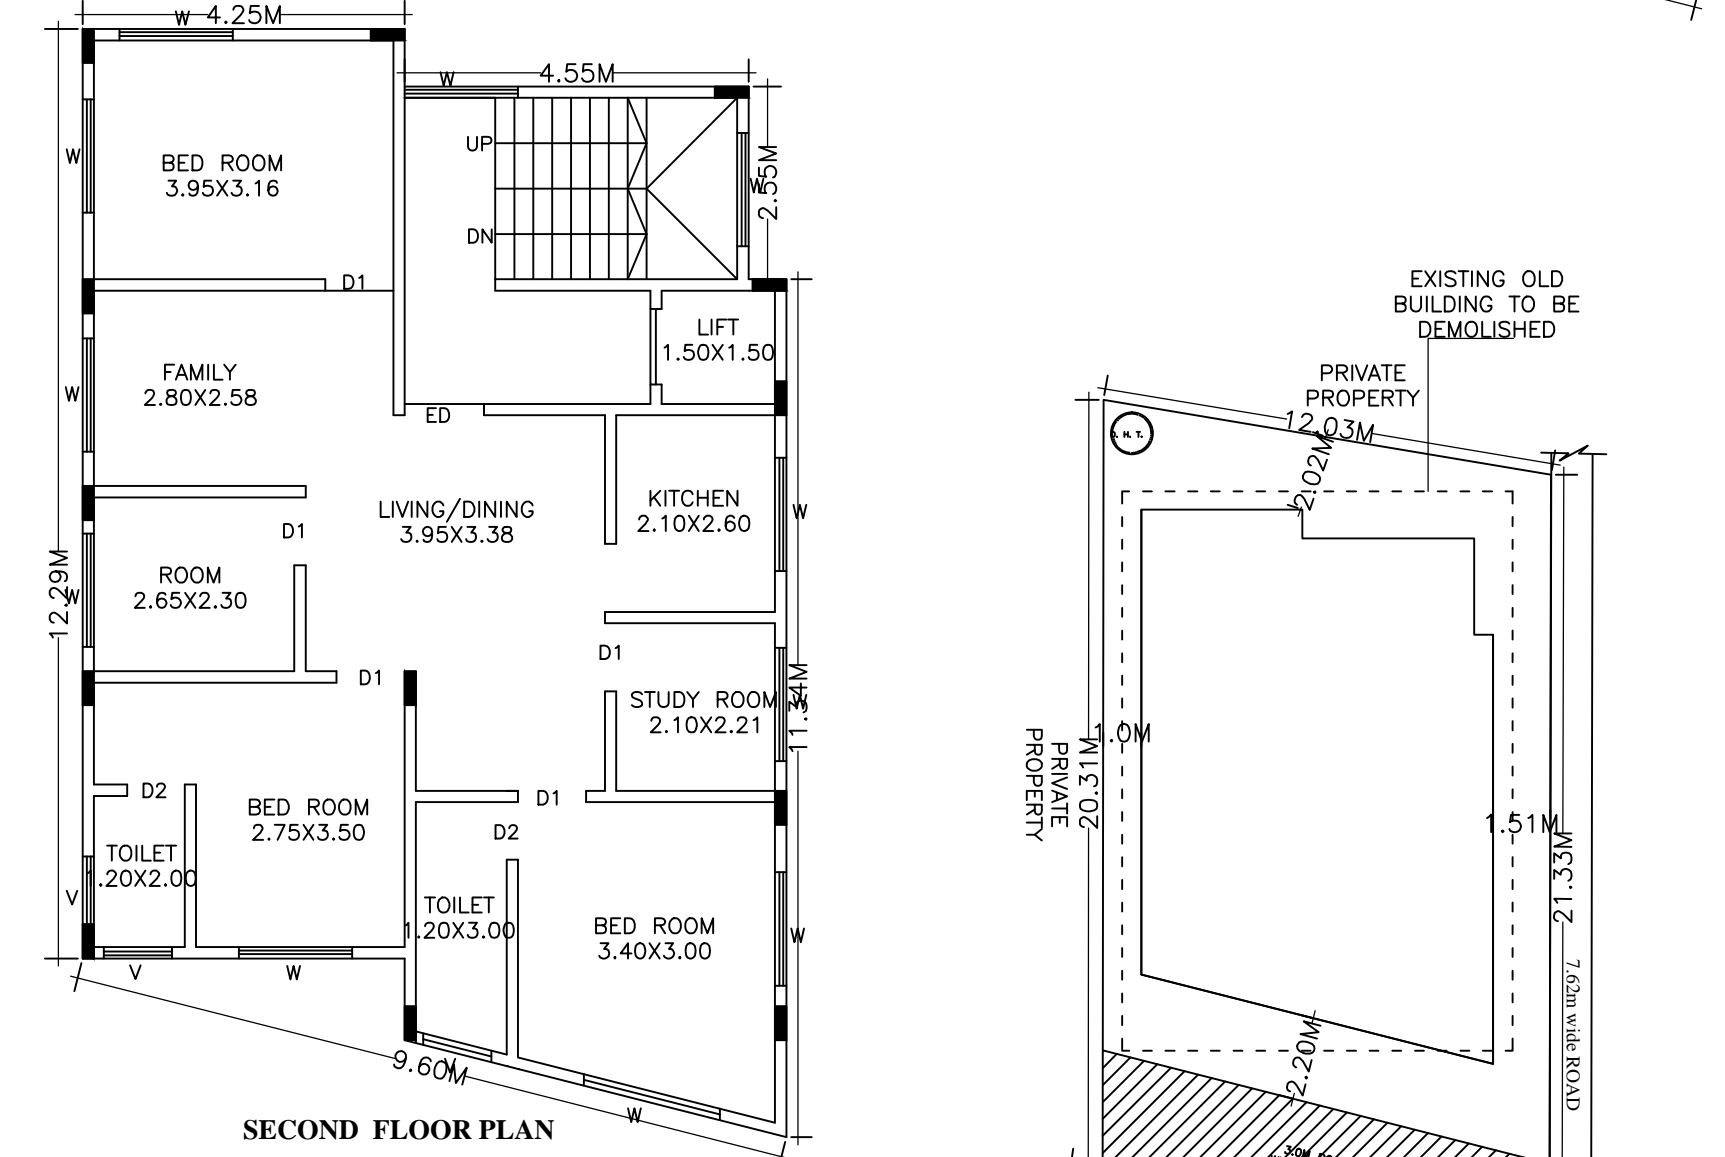 W 4.25M
W 4.55M
W
BED ROOM
3.95X3.16
UP
DN
W
2.55M
D1
LIFT
1.50X1.50
W
FAMILY
2.80X2.58
ED
LIVING/DINING
3.95X3.38
KITCHEN
2.10X2.60
W
D1
12.29M
W
ROOM
2.65X2.30
D1
D1
STUDY ROOM
2.10X2.21
W
11.34M
D2
D1
BED ROOM
2.75X3.50
D2
TOILET
1.20X2.00
V
TOILET
1.20X3.00
BED ROOM
3.40X3.00
W
V
W
9.60M
V
W
SECOND FLOOR PLAN
EXISTING OLD
BUILDING TO BE
DEMOLISHED
PRIVATE
PROPERTY
12.03M
2.02M
PRIVATE
PROPERTY
20.31M
1.0M
1.51M
21.33M
7.62m wide ROAD
2.20M